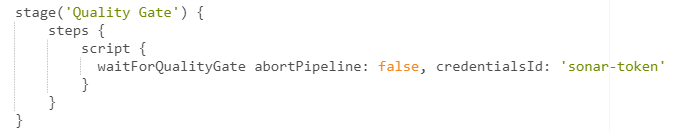 stage('Quality Gate') {
steps {
script {
waitForQualityGate abortPipeline: false, credentialsId: 'sonar-token'
}
}
}